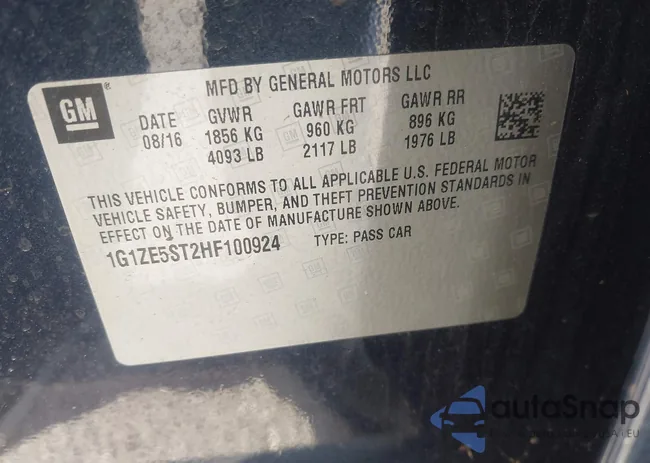 GM
MFD BY GENERAL MOTORS LLC
DATE GVWR GAWR FRT GAWR RR
08/16 1856 KG 960 KG 896 KG
4093 LB 2117 LB 1976 LB
THIS VEHICLE CONFORMS TO ALL APPLICABLE U.S. FEDERAL MOTOR
VEHICLE SAFETY, BUMPER, AND THEFT PREVENTION STANDARDS IN
EFFECT ON THE DATE OF MANUFACTURE SHOWN ABOVE.
1G1ZE5ST2HF100924 TYPE: PASS CAR
autoSnap